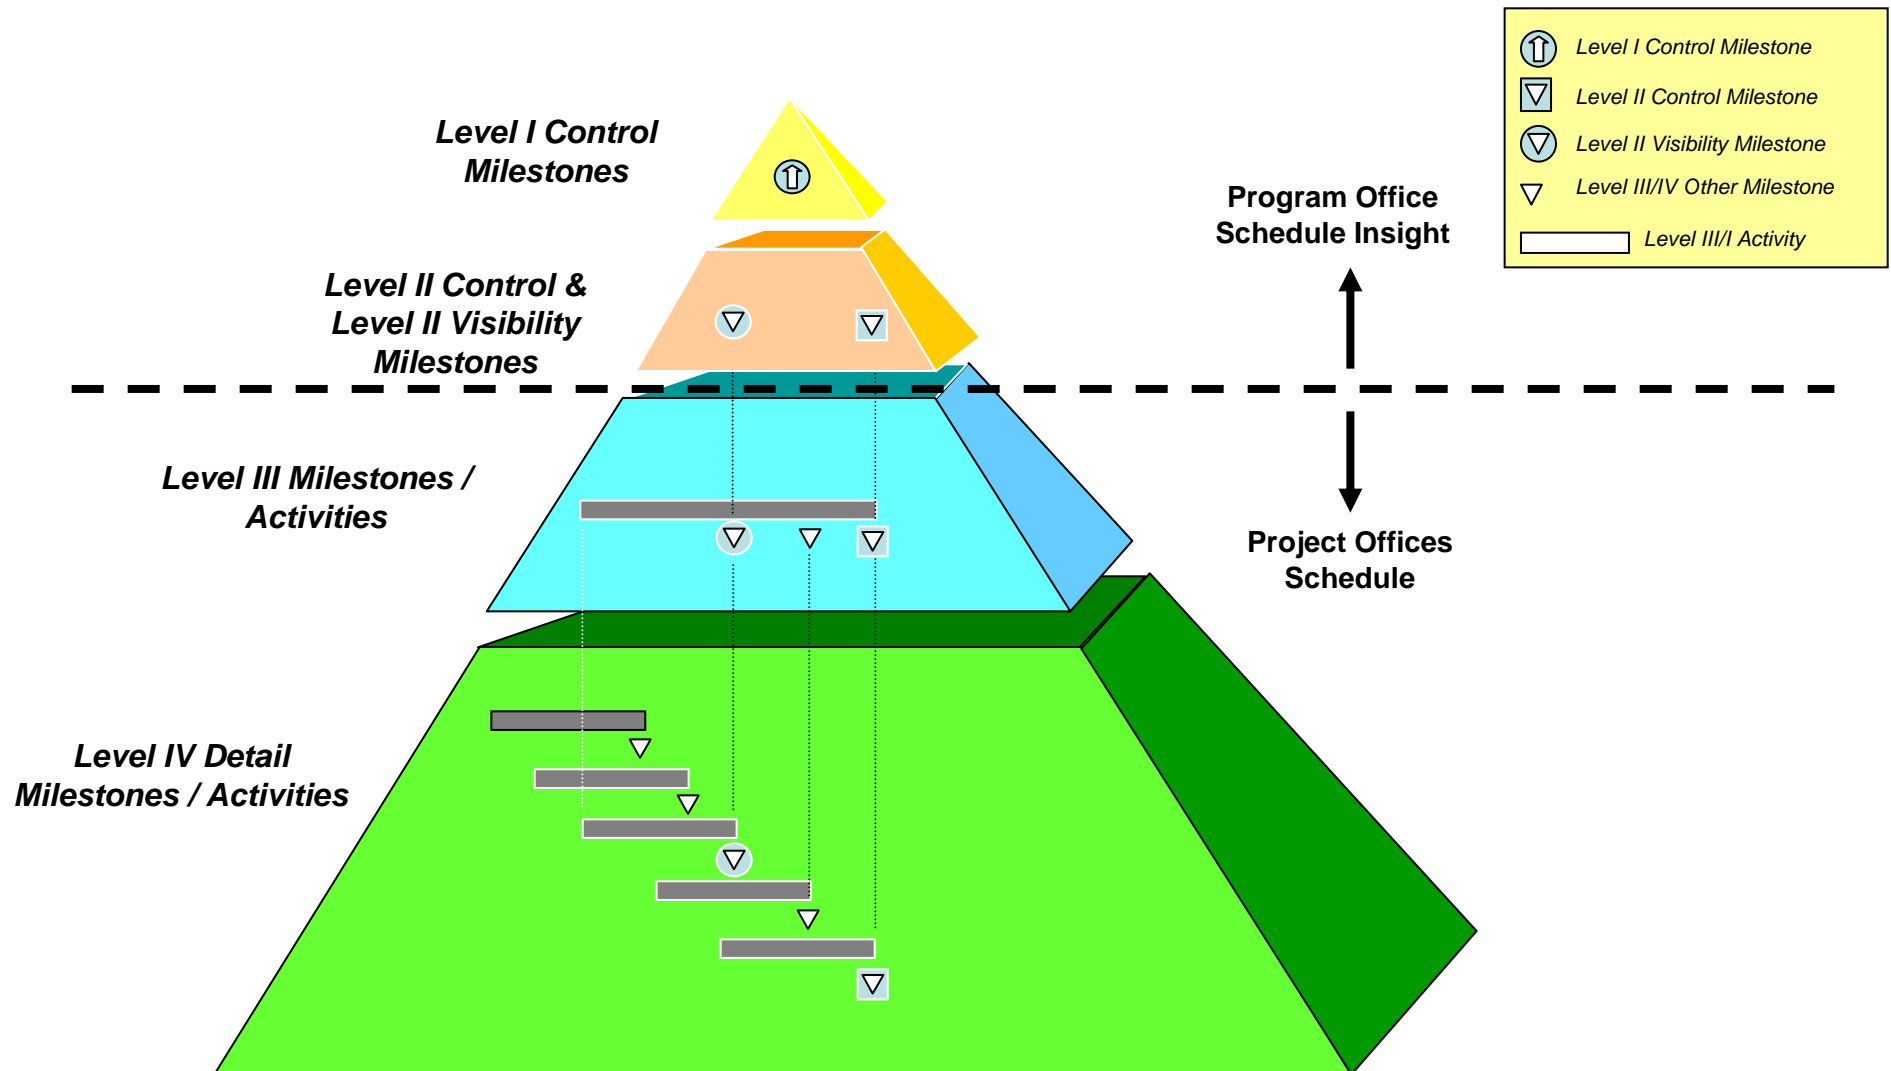 Level I Control
Milestones
Level II Control &
Level II Visibility
Milestones
Level III Milestones /
Activities
Level IV Detail
Milestones / Activities
Program Office
Schedule Insight
Project Offices
Schedule
Level I Control Milestone
Level II Control Milestone
Level II Visibility Milestone
Level III/IV Other Milestone
Level III/I Activity